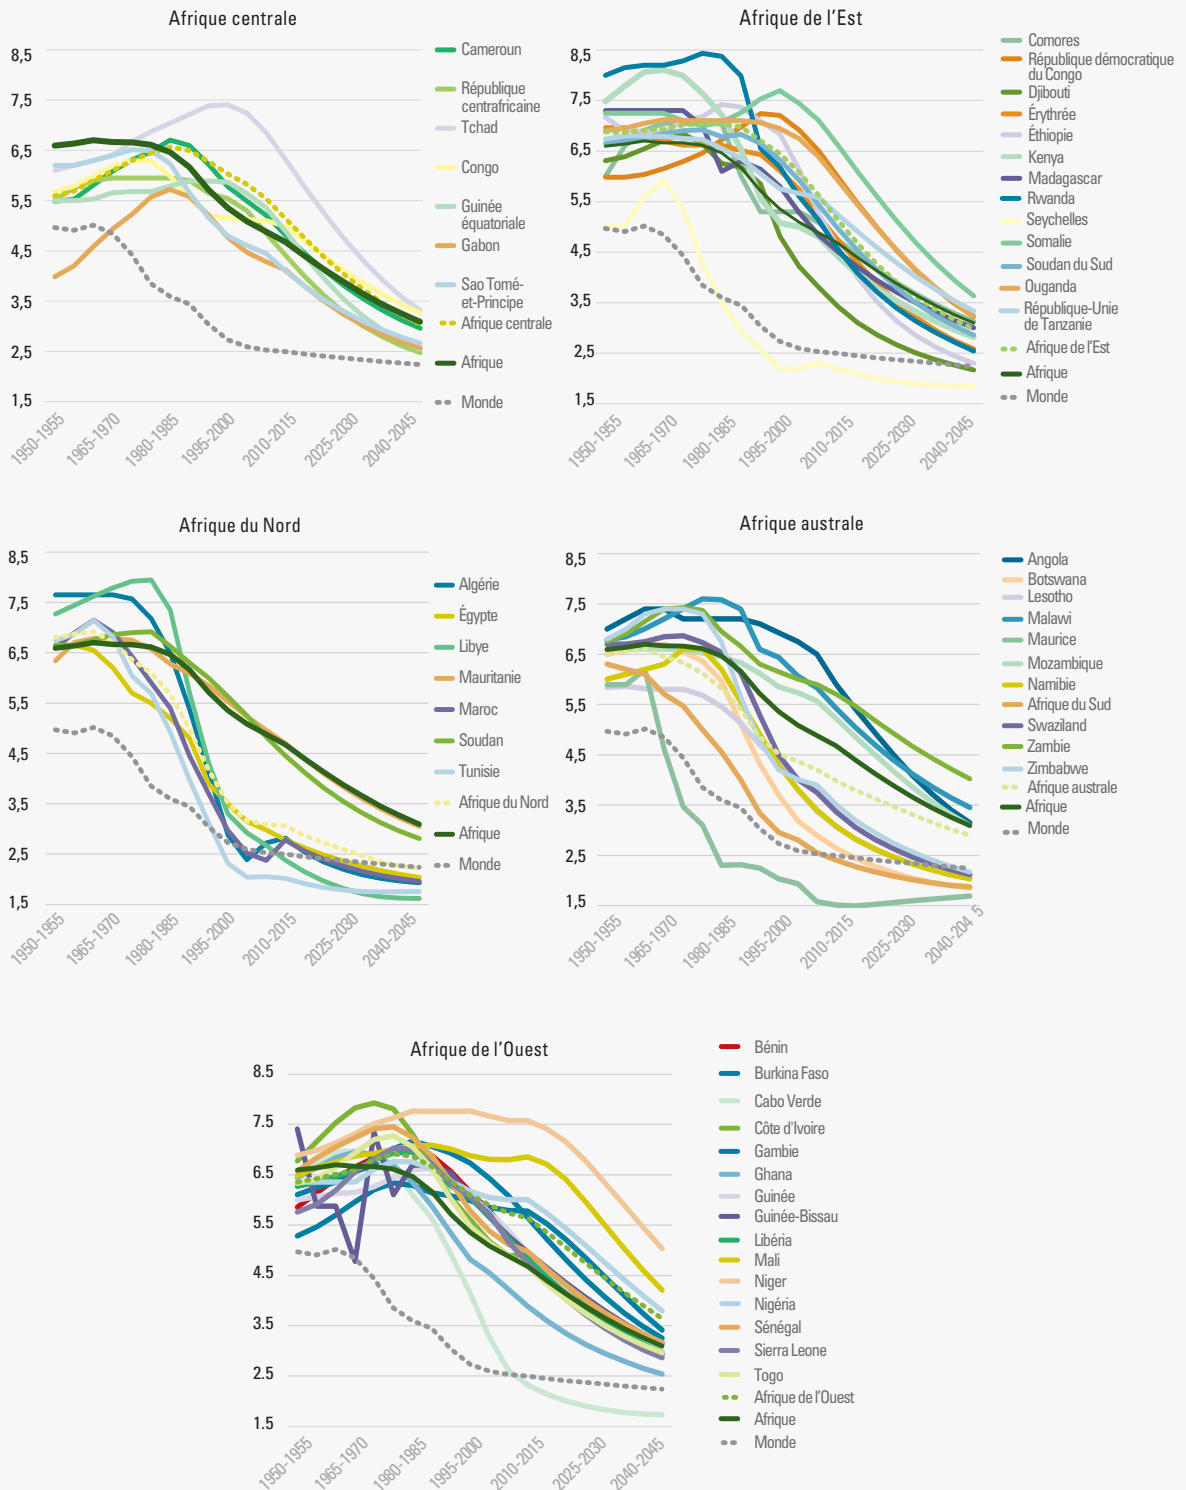 Afrique centrale
8,5
7,5
6,5
5,5
4,5
3,5
2,5
1,5
1950-1955
1965-1970
1980-1985
1995-2000
2010-2015
2025-2030
2040-2045
Cameroun
République
centrafricaine
Tchad
Congo
Guinée
équatoriale
Gabon
Sao Tomé-
et-Principe
Afrique centrale
Afrique
Monde
Afrique de l'Est
8,5
7,5
6,5
5,5
4,5
3,5
2,5
1,5
1950-1955
1965-1970
1980-1985
1995-2000
2010-2015
2025-2030
2040-2045
Comores
République démocratique
du Congo
Djibouti
Érythrée
Éthiopie
Kenya
Madagascar
Rwanda
Seychelles
Somalie
Soudan du Sud
Ouganda
République-Unie
de Tanzanie
Afrique de l'Est
Afrique
Monde
Afrique du Nord
8,5
7,5
6,5
5,5
4,5
3,5
2,5
1,5
1950-1955
1965-1970
1980-1985
1995-2000
2010-2015
2025-2030
2040-2045
Algérie
Égypte
Libye
Mauritanie
Maroc
Soudan
Tunisie
Afrique du Nord
Afrique
Monde
Afrique australe
8,5
7,5
6,5
5,5
4,5
3,5
2,5
1,5
1950-1955
1965-1970
1980-1985
1995-2000
2010-2015
2025-2030
2040-204 5
Angola
Botswana
Lesotho
Malawi
Maurice
Mozambique
Namibie
Afrique du Sud
Swaziland
Zambie
Zimbabwe
Afrique australe
Afrique
Monde
Afrique de l'Ouest
8.5
7.5
6.5
5.5
4.5
3.5
2.5
1.5
1950-1955
1965-1970
1980-1985
1995-2000
2010-2015
2025-2030
2040-2045
Bénin
Burkina Faso
Cabo Verde
Côte d'Ivoire
Gambie
Ghana
Guinée
Guinée-Bissau
Libéria
Mali
Niger
Nigéria
Sénégal
Sierra Leone
Togo
Afrique de l'Ouest
Afrique
Monde